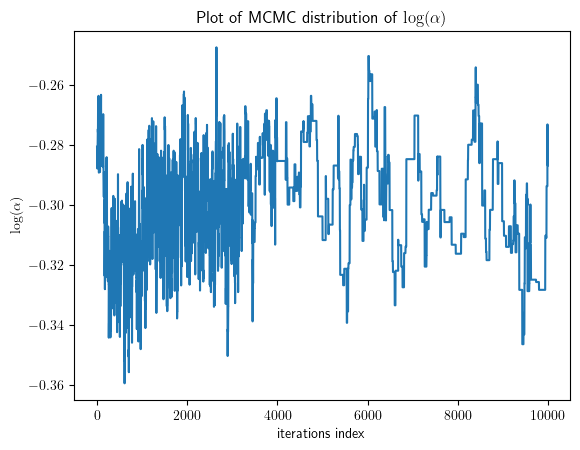 Plot of MCMC distribution of log(α)
log(α)
−0.26
−0.28
−0.30
−0.32
−0.34
−0.36
0 2000 4000 6000 8000 10000
iterations index